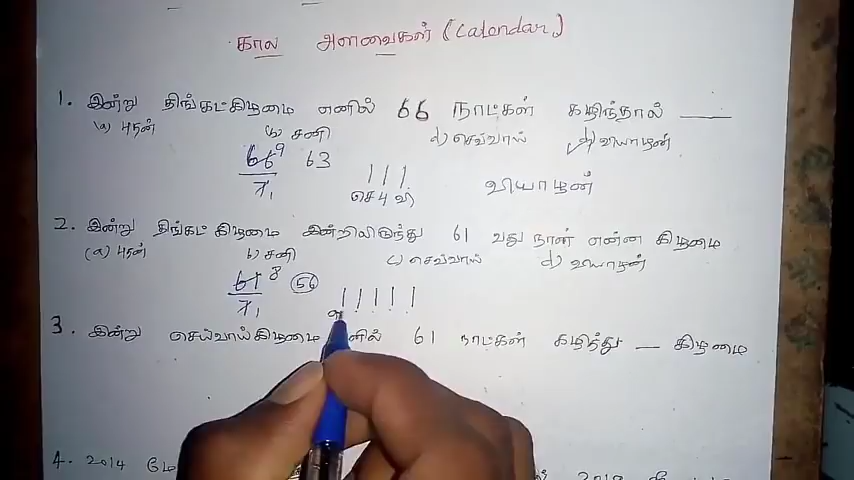 கால அளவைகள் (Calendar)
1. இன்று திங்கட்கிழமை எனில் 66 நாட்கள் கழிந்தால் ____
(a) புதன் (b) சனி c) செவ்வாய் d) வியாழன்
66 9 63
7 1
செ பு வி வியாழன்
2. இன்று திங்கட் கிழமை இன்றிலிருந்து 61 வது நாள் என்ன கிழமை
(a) புதன் b) சனி c) செவ்வாய் d) வியாழன்
61 8 56
7 1
3. இன்று செய்வாய்கிழமை எனில் 61 நாட்கள் கழித்து __ கிழமை
4. 2014 மே